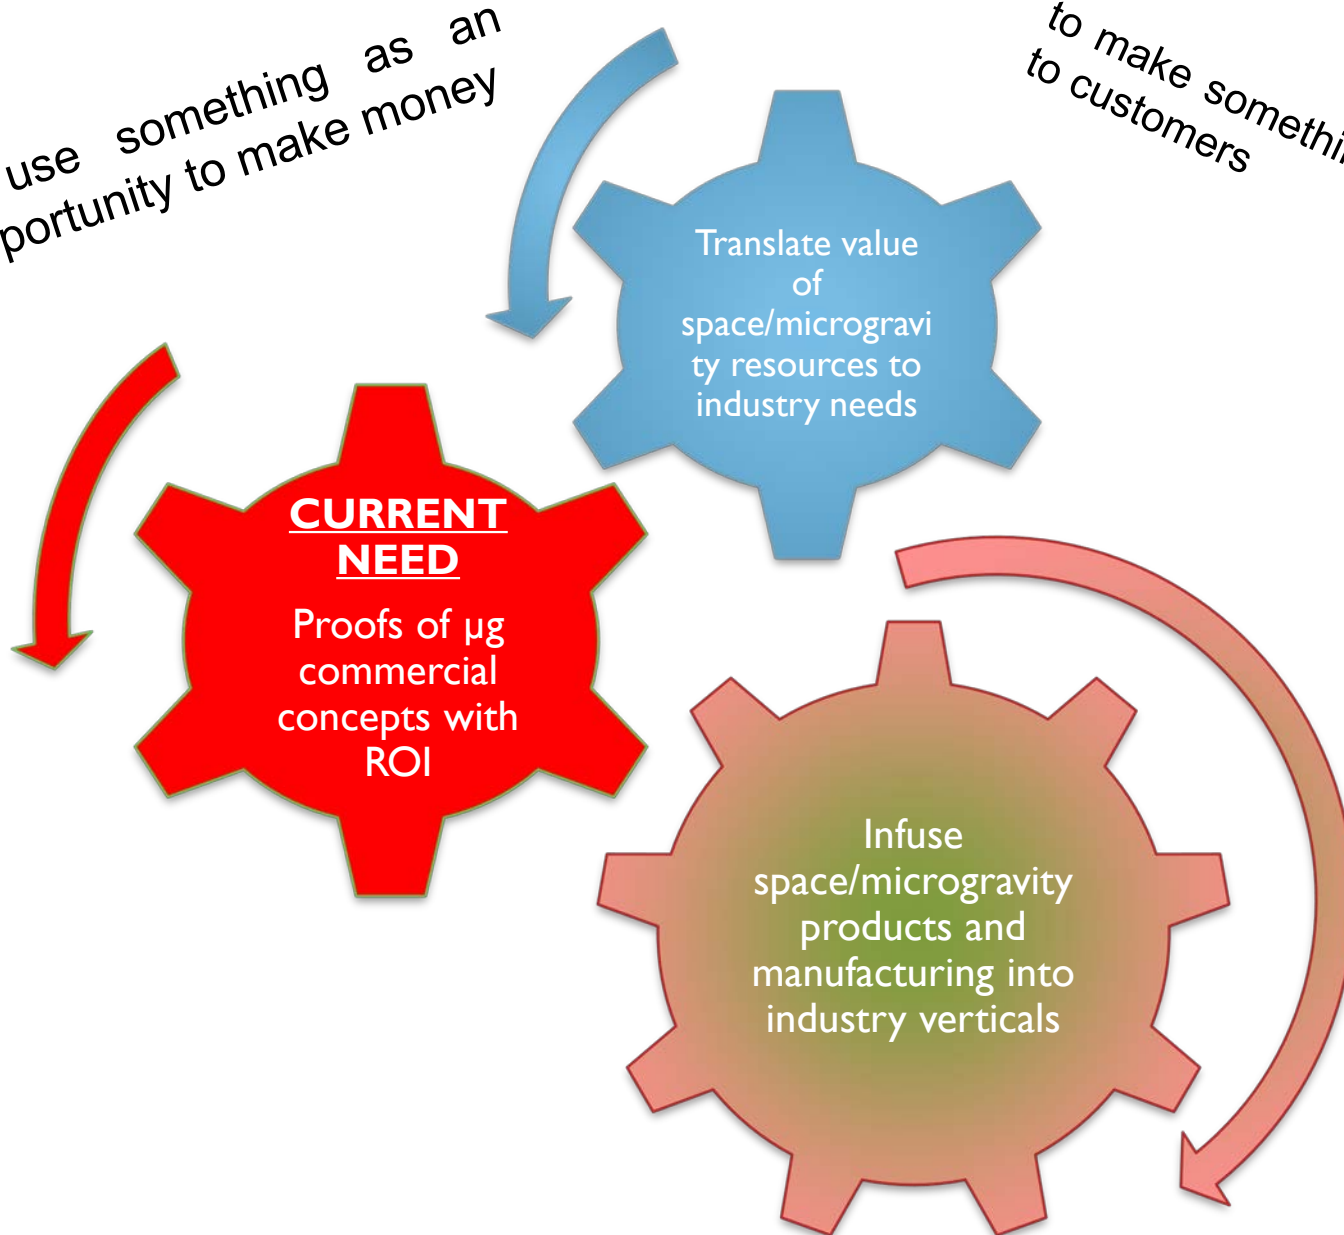 use something as an
portunity to make money
to make somethin
to customers
Translate value
of
space/microgravi
ty resources to
industry needs
CURRENT
NEED
Proofs of µg
commercial
concepts with
ROI
Infuse
space/microgravity
products and
manufacturing into
industry verticals